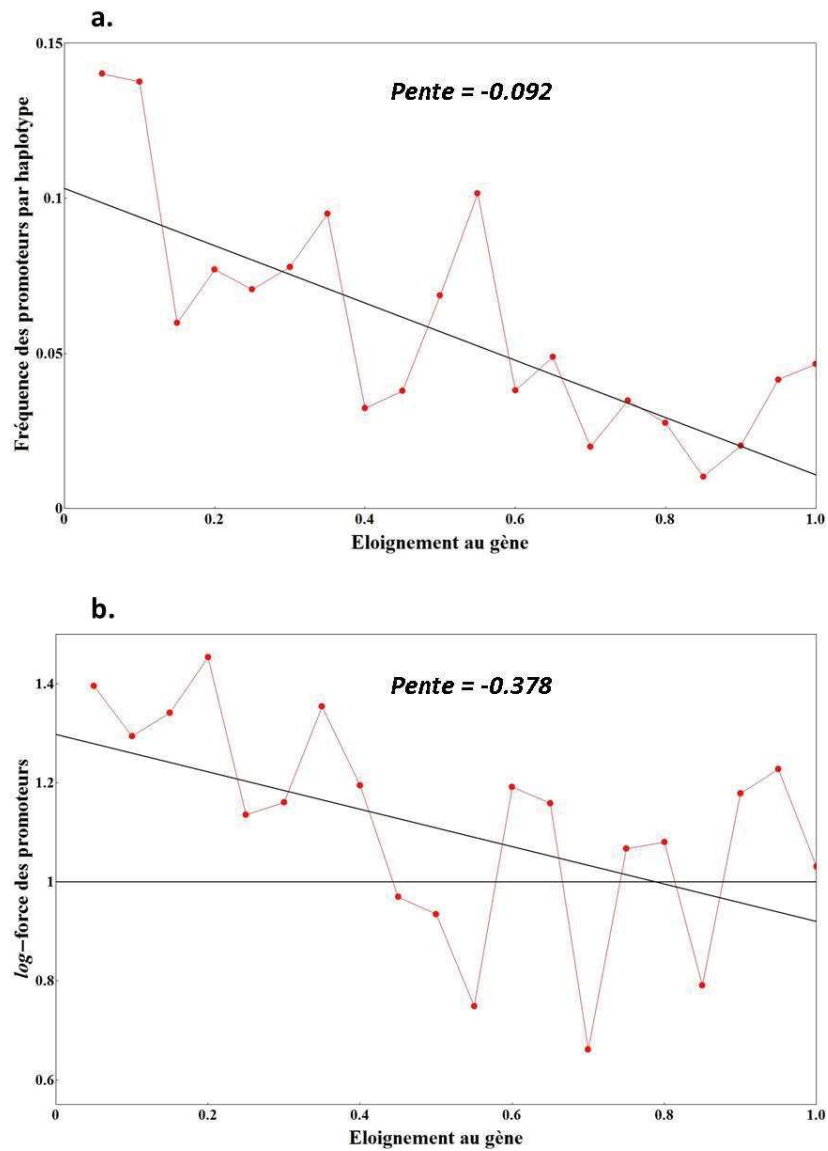 a.
Pente = -0.092
Fréquence des promoteurs par haplotype
0.15
0.1
0.05
0
0 0.2 0.4 0.6 0.8 1.0
Eloignement au gène
b.
Pente = -0.378
log-force des promoteurs
1.4
1.2
1
0.8
0.6
0 0.2 0.4 0.6 0.8 1.0
Eloignement au gène